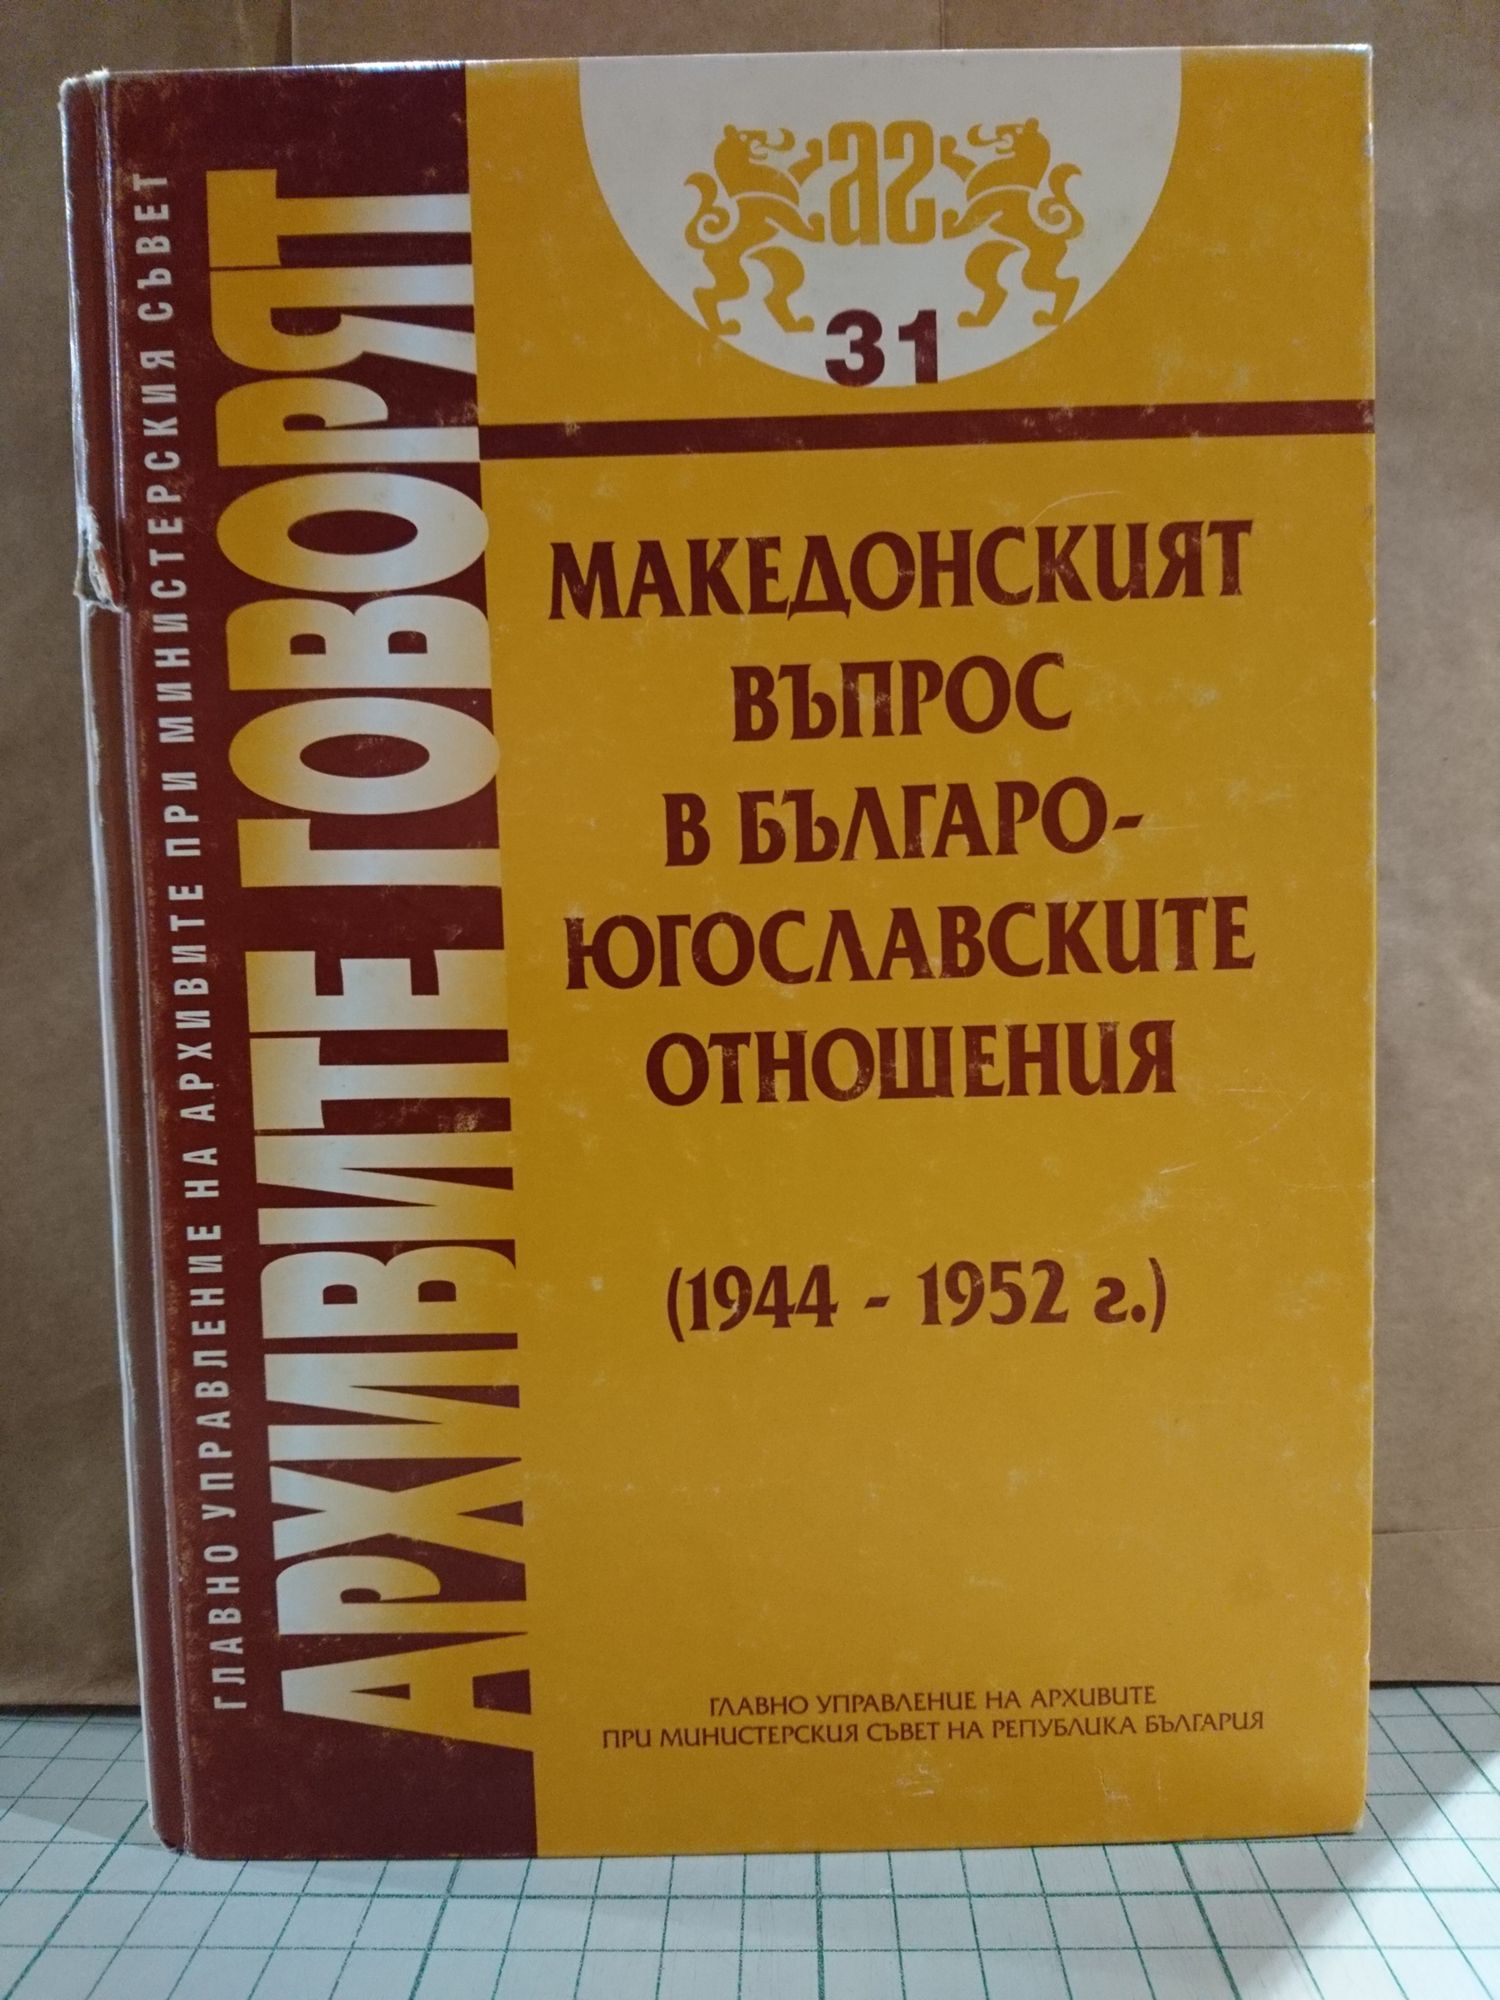 ГЛАВНО УПРАВЛЕНИЕ НА АРХИВИТЕ ПРИ МИНИСТЕРСКИЯ СЪВЕТ
АРХИВИТЕ ГОВОРЯТ
аг
31
МАКЕДОНСКИЯТ
ВЪПРОС
В БЪЛГАРО-
ЮГОСЛАВСКИТЕ
ОТНОШЕНИЯ
(1944 - 1952 г.)
ГЛАВНО УПРАВЛЕНИЕ НА АРХИВИТЕ
ПРИ МИНИСТЕРСКИЯ СЪВЕТ НА РЕПУБЛИКА БЪЛГАРИЯ